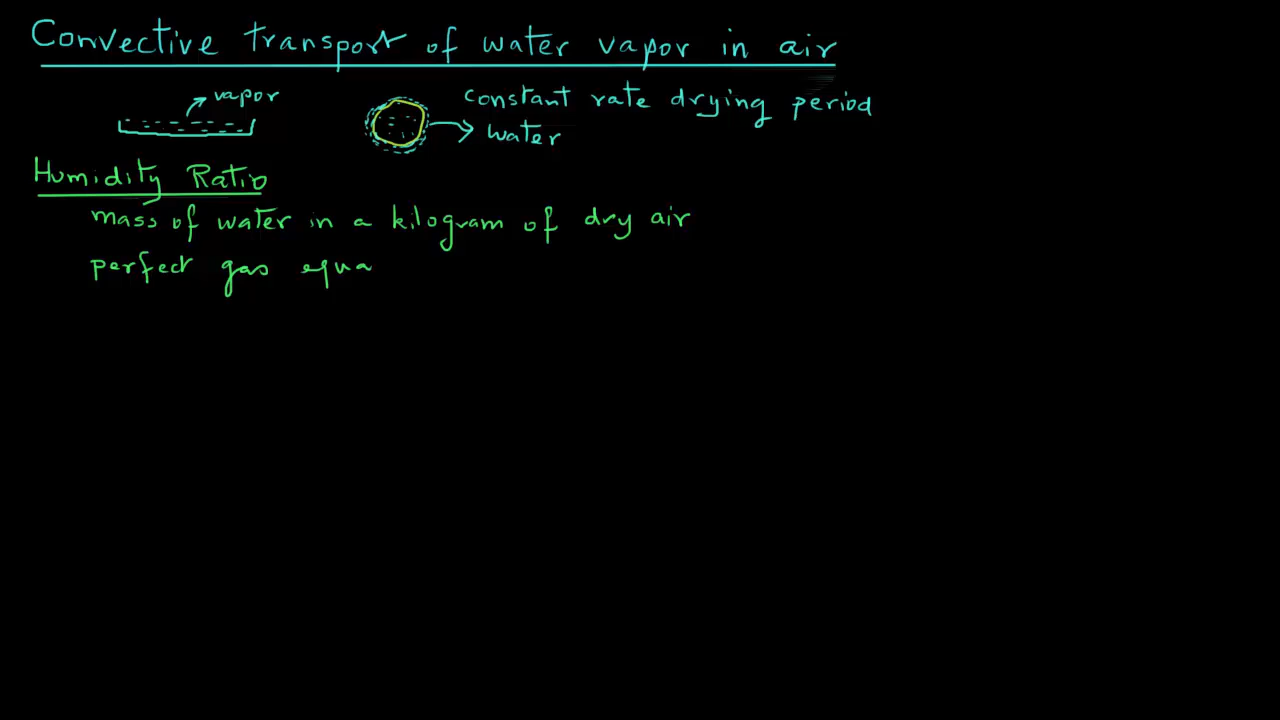 Convective transport of water vapor in air
vapor
constant rate drying period
water
Humidity Ratio
mass of water in a kilogram of dry air
perfect gas equa